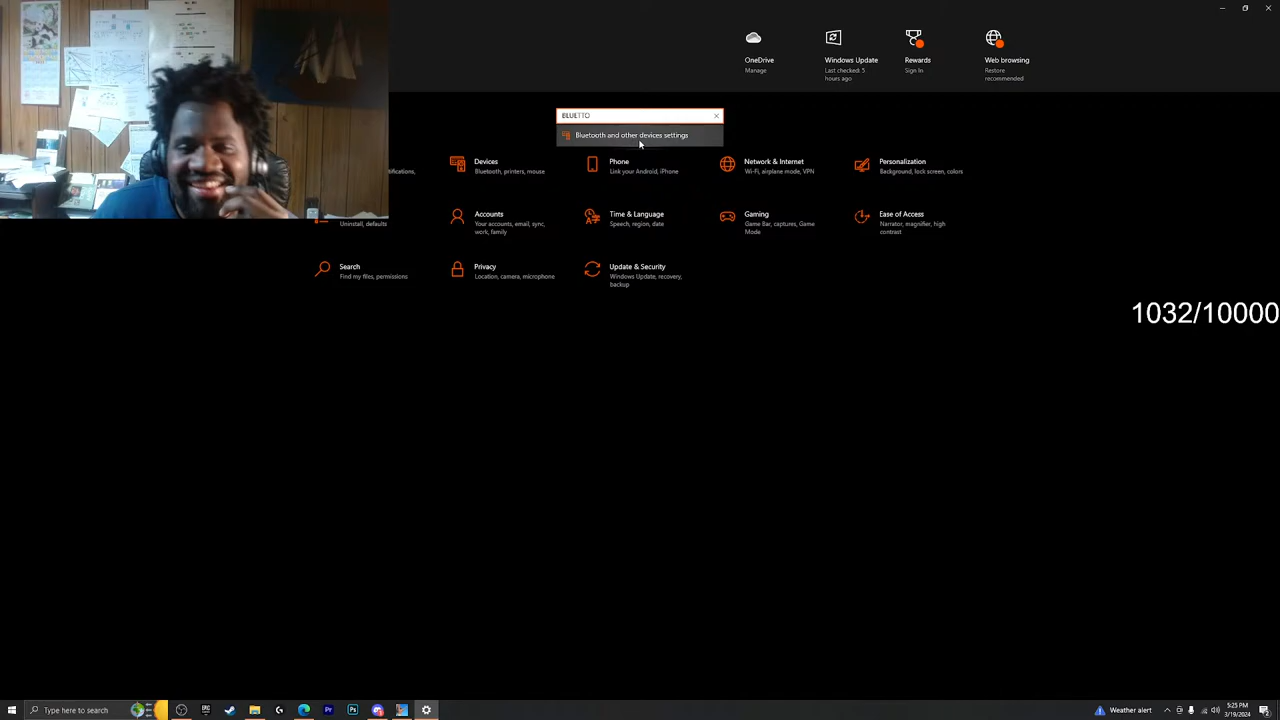 OneDrive
Manage
Windows Update
Last checked: 5
hours ago
Rewards
Sign In
Web browsing
Restore
recommended
BLUETTO
Bluetooth and other devices settings
ifications,
Devices
Bluetooth, printers, mouse
Phone
Link your Android, iPhone
Network & Internet
Wi-Fi, airplane mode, VPN
Personalization
Background, lock screen, colors
Uninstall, defaults
Accounts
Your accounts, email, sync,
work, family
Time & Language
Speech, region, date
Gaming
Game Bar, captures, Game
Mode
Ease of Access
Narrator, magnifier, high
contrast
Search
Find my files, permissions
Privacy
Location, camera, microphone
Update & Security
Windows Update, recovery,
backup
1032/10000
Type here to search
EPIC
Pr
Ps
Weather alert
5:25 PM
3/19/2024